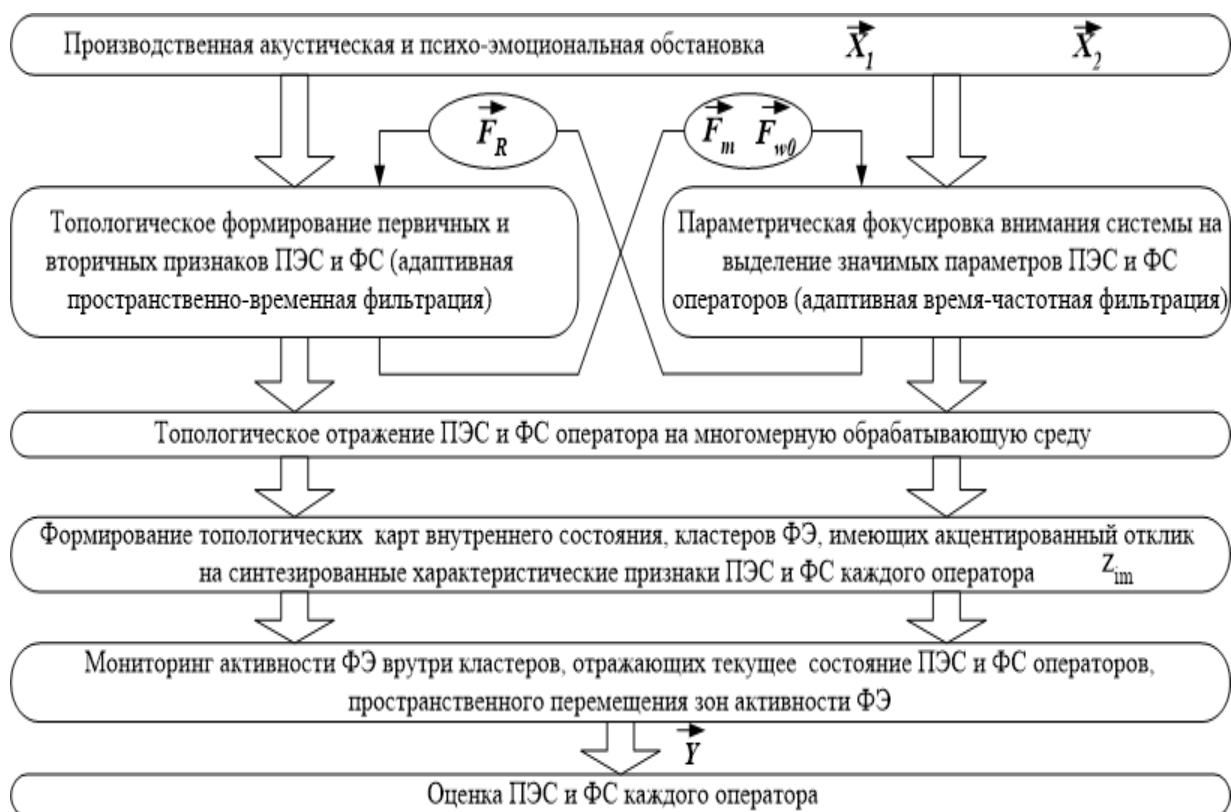 Производственная акустическая и психо-эмоциональная обстановка X₁ X₂
F_R F_m F_w0
Топологическое формирование первичных и
вторичных признаков ПЭС и ФС (адаптивная
пространственно-временная фильтрация)
Параметрическая фокусировка внимания системы на
выделение значимых параметров ПЭС и ФС
операторов (адаптивная время-частотная фильтрация)
Топологическое отражение ПЭС и ФС оператора на многомерную обрабатывающую среду
Формирование топологических карт внутреннего состояния, кластеров ФЭ, имеющих акцентированный отклик
на синтезированные характеристические признаки ПЭС и ФС каждого оператора Z_im
Мониторинг активности ФЭ врутри кластеров, отражающих текущее состояние ПЭС и ФС операторов,
пространственного перемещения зон активности ФЭ
Y
Оценка ПЭС и ФС каждого оператора